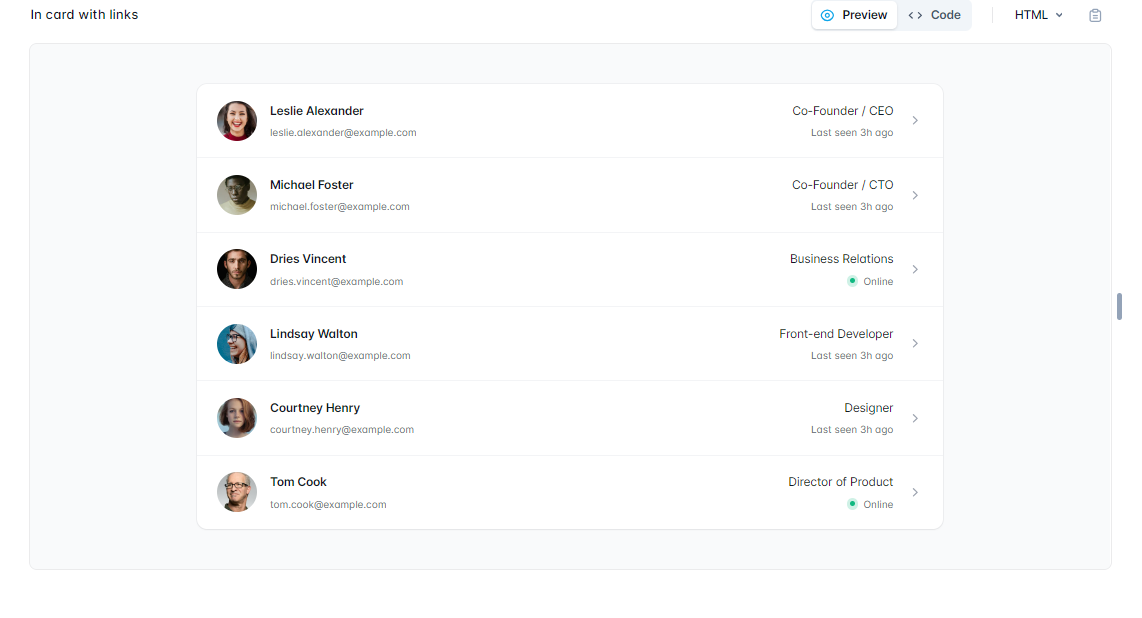 In card with links
Preview
Code
HTML
Leslie Alexander
leslie.alexander@example.com
Co-Founder / CEO
Last seen 3h ago
Michael Foster
michael.foster@example.com
Co-Founder / CTO
Last seen 3h ago
Dries Vincent
dries.vincent@example.com
Business Relations
Online
Lindsay Walton
lindsay.walton@example.com
Front-end Developer
Last seen 3h ago
Courtney Henry
courtney.henry@example.com
Designer
Last seen 3h ago
Tom Cook
tom.cook@example.com
Director of Product
Online